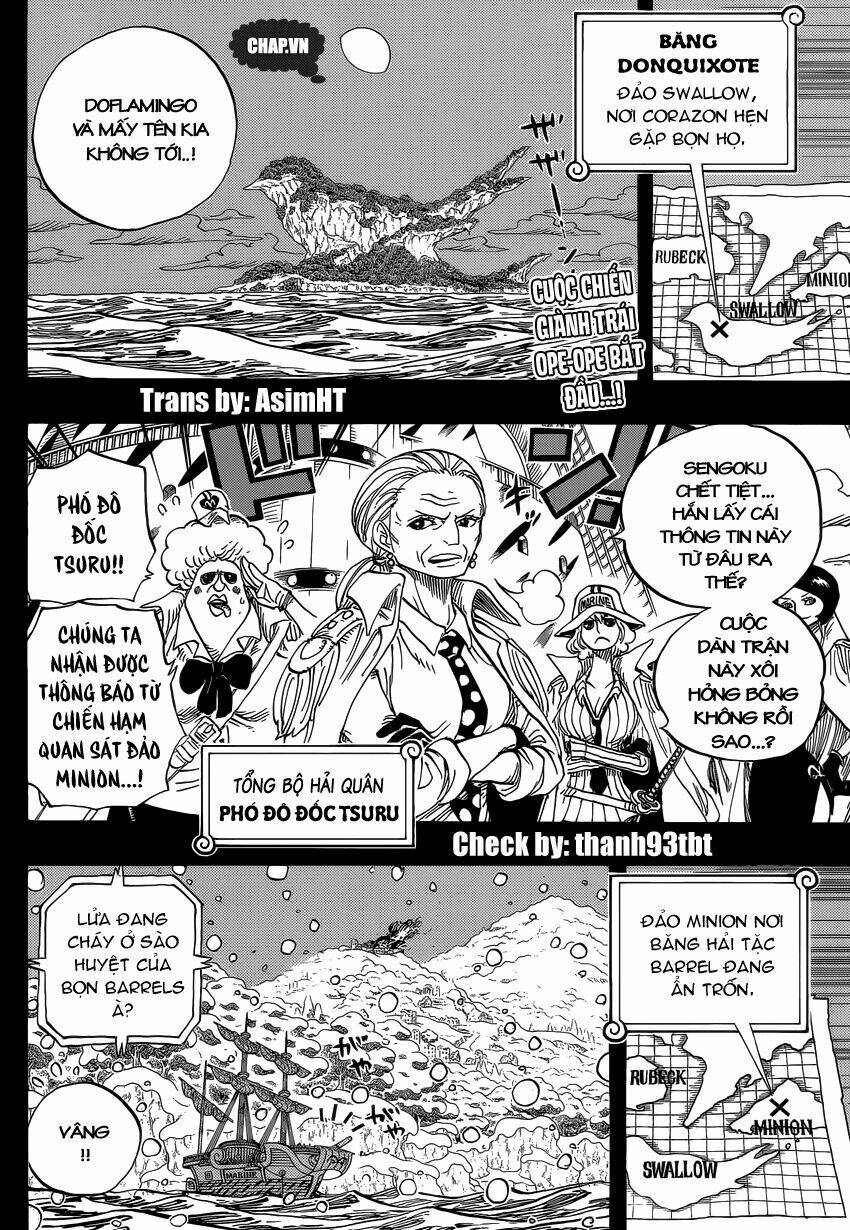 CHAP.VN
BĂNG
DONQUIXOTE
ĐẢO SWALLOW,
NƠI CORAZON HẸN
GẶP BỌN HỌ.
DOFLAMINGO
VÀ MẤY TÊN KIA
KHÔNG TỚI..!
RUBECK
MINION
SWALLOW
CUỘC CHIẾN
GIÀNH TRÁI
OPE-OPE BẮT
ĐẦU...!
Trans by: AsimHT
SENGOKU
CHẾT TIỆT...
HẮN LẤY CÁI
THÔNG TIN NÀY
TỪ ĐÂU RA
THẾ?
CUỘC
DÀN TRẬN
NÀY XÔI
HỎNG BỎNG
KHÔNG RỒI
SAO...?
PHÓ ĐÔ
ĐỐC
TSURU!!
CHÚNG TA
NHẬN ĐƯỢC
THÔNG BÁO TỪ
CHIẾN HẠM
QUAN SÁT ĐẢO
MINION...!
MARINE
TỔNG BỘ HẢI QUÂN
PHÓ ĐÔ ĐỐC TSURU
Check by: thanh93tbt
ĐẢO MINION NƠI
BĂNG HẢI TẶC
BARREL ĐANG
ẨN TRỐN.
LỬA ĐANG
CHÁY Ở SÀO
HUYỆT CỦA
BỌN BARRELS
À?
VÂNG
!!
RUBECK
MINION
SWALLOW
MARINE